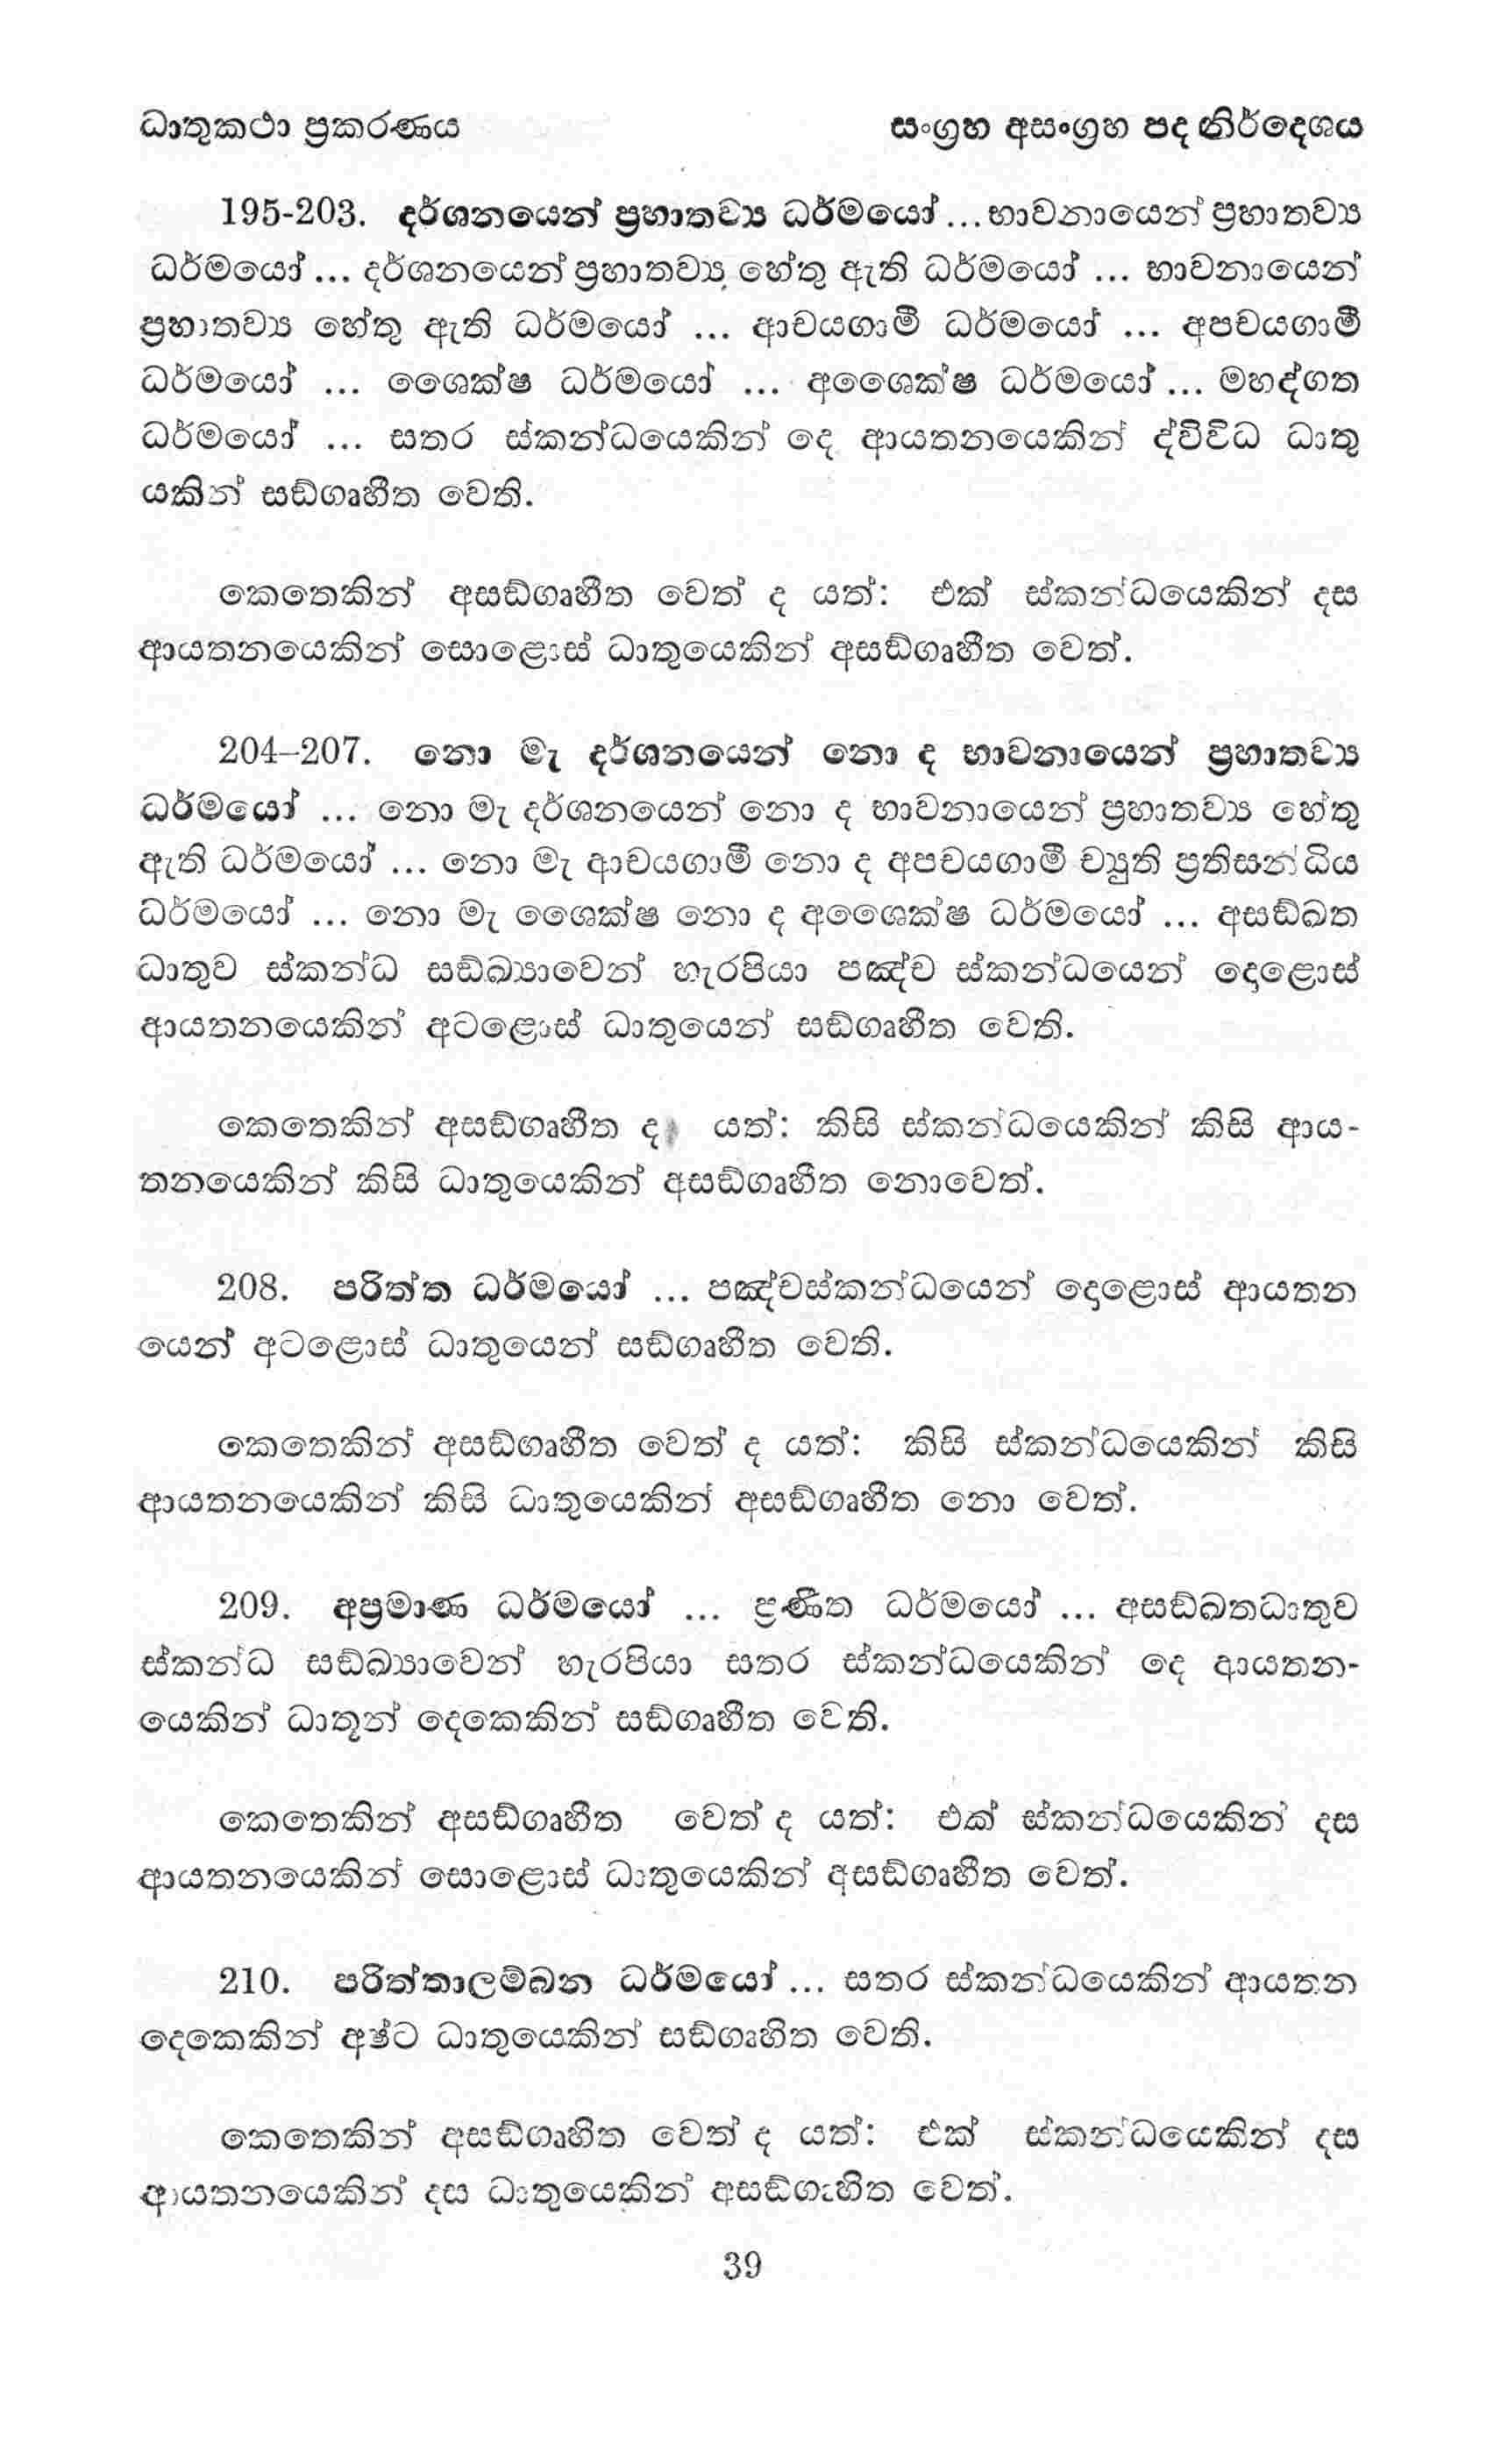 ධාතුකථා ප්‍රකරණය	සංග්‍රහ අසංග්‍රහ පද නිර්දෙශය
195-203. දර්ශනයෙන් ප්‍රහාතව්‍ය ධර්මයෝ ... භාවනායෙන් ප්‍රහාතව්‍ය
ධර්මයෝ ... දර්ශනයෙන් ප්‍රහාතව්‍ය හේතු ඇති ධර්මයෝ ... භාවනායෙන්
ප්‍රහාතව්‍ය හේතු ඇති ධර්මයෝ ... ආචයගාමී ධර්මයෝ ... අපචයගාමී
ධර්මයෝ ... ශෛක්ෂ ධර්මයෝ ... අශෛක්ෂ ධර්මයෝ ... මහද්ගත
ධර්මයෝ ... සතර ස්කන්ධයෙකින් දෙ ආයතනයෙකින් ද්විවිධ ධාතු
යකින් සඞ්ගෘහීත වෙති.
කෙතෙකින් අසඞ්ගෘහීත වෙත් ද යත්: එක් ස්කන්ධයෙකින් දස
ආයතනයෙකින් සොළොස් ධාතුයෙකින් අසඞ්ගෘහීත වෙත්.
204–207. නො මැ දර්ශනයෙන් නො ද භාවනායෙන් ප්‍රහාතව්‍ය
ධර්මයෝ ... නො මැ දර්ශනයෙන් නො ද භාවනායෙන් ප්‍රහාතව්‍ය හේතු
ඇති ධර්මයෝ ... නො මැ ආචයගාමී නො ද අපචයගාමී ච්‍යුති ප්‍රතිසන්ධිය
ධර්මයෝ ... නො මැ ශෛක්ෂ නො ද අශෛක්ෂ ධර්මයෝ ... අසඞ්ඛත
ධාතුව ස්කන්ධ සඞ්ඛ්‍යාවෙන් හැරපියා පඤ්ච ස්කන්ධයෙන් දොළොස්
ආයතනයෙකින් අටළොස් ධාතුයෙන් සඞ්ගෘහීත වෙති.
කෙතෙකින් අසඞ්ගෘහීත ද යත්: කිසි ස්කන්ධයෙකින් කිසි ආය-
තනයෙකින් කිසි ධාතුයෙකින් අසඞ්ගෘහීත නොවෙත්.
208. පරිත්ත ධර්මයෝ ... පඤ්චස්කන්ධයෙන් දොළොස් ආයතන
යෙන් අටළොස් ධාතුයෙන් සඞ්ගෘහීත වෙති.
කෙතෙකින් අසඞ්ගෘහීත වෙත් ද යත්: කිසි ස්කන්ධයෙකින් කිසි
ආයතනයෙකින් කිසි ධාතුයෙකින් අසඞ්ගෘහීත නො වෙත්.
209. අප්‍රමාණ ධර්මයෝ ... ප්‍රණීත ධර්මයෝ ... අසඞ්ඛතධාතුව
ස්කන්ධ සඞ්ඛ්‍යාවෙන් හැරපියා සතර ස්කන්ධයෙකින් දෙ ආයතන-
යෙකින් ධාතූන් දෙකෙකින් සඞ්ගෘහීත වෙති.
කෙතෙකින් අසඞ්ගෘහීත වෙත් ද යත්: එක් ස්කන්ධයෙකින් දස
ආයතනයෙකින් සොළොස් ධාතුයෙකින් අසඞ්ගෘහීත වෙත්.
210. පරිත්තාලම්බන ධර්මයෝ ... සතර ස්කන්ධයෙකින් ආයතන
දෙකෙකින් අෂ්ට ධාතුයෙකින් සඞ්ගෘහිත වෙති.
කෙතෙකින් අසඞ්ගෘහිත වෙත් ද යත්: එක් ස්කන්ධයෙකින් දස
ආයතනයෙකින් දස ධාතුයෙකින් අසඞ්ගෘහිත වෙත්.
39